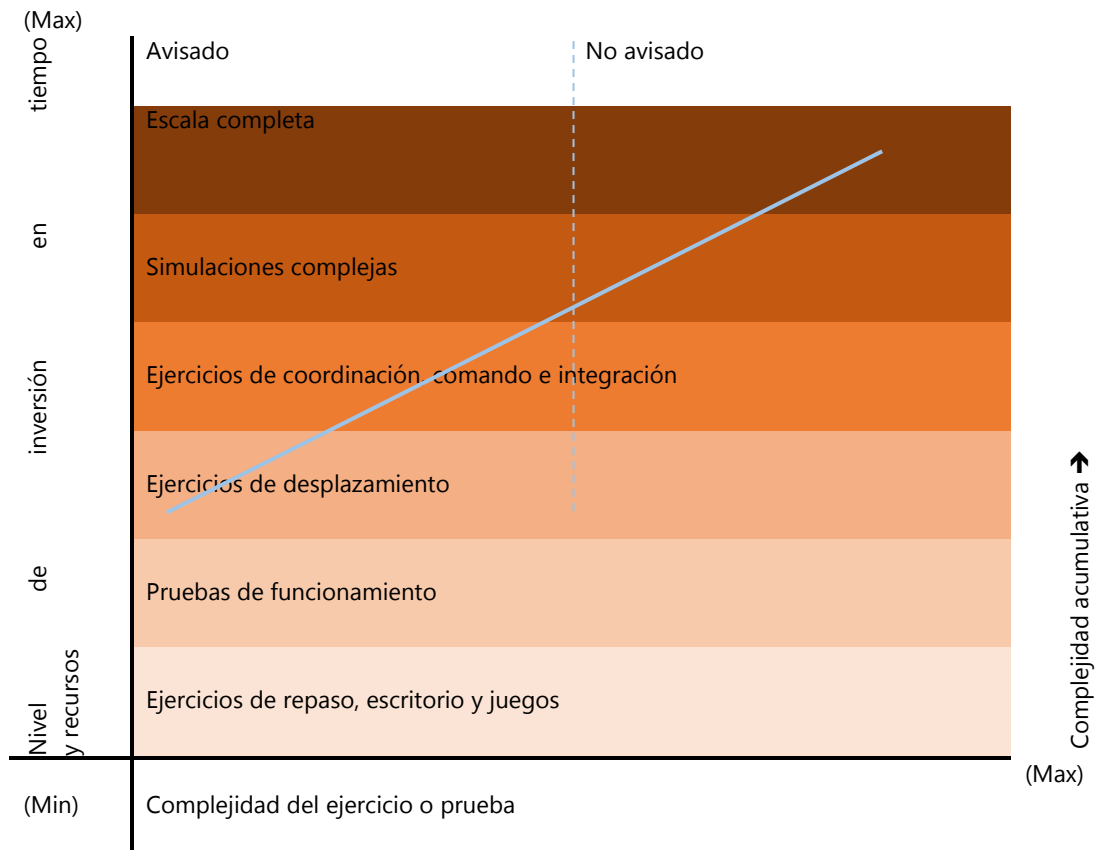 (Max)
Avisado
No avisado
Escala completa
Simulaciones complejas
Ejercicios de coordinación, comando e integración
Ejercicios de desplazamiento
Pruebas de funcionamiento
Ejercicios de repaso, escritorio y juegos
Nivel de inversión en tiempo
y recursos
Complejidad acumulativa →
(Max)
(Min)
Complejidad del ejercicio o prueba